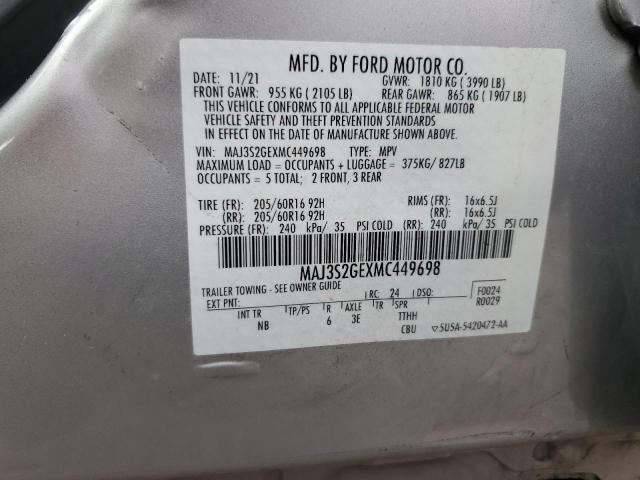 MFD. BY FORD MOTOR CO.
DATE: 11/21 GVWR: 1810 KG ( 3990 LB)
FRONT GAWR: 955 KG ( 2105 LB) REAR GAWR: 865 KG ( 1907 LB)
THIS VEHICLE CONFORMS TO ALL APPLICABLE FEDERAL MOTOR
VEHICLE SAFETY AND THEFT PREVENTION STANDARDS
IN EFFECT ON THE DATE OF MANUFACTURE SHOWN ABOVE.
VIN: MAJ3S2GEXMC449698 TYPE: MPV
MAXIMUM LOAD = OCCUPANTS + LUGGAGE = 375KG/ 827LB
OCCUPANTS = 5 TOTAL; 2 FRONT, 3 REAR
TIRE (FR): 205/60R16 92H RIMS (FR): 16x6.5J
(RR): 205/60R16 92H (RR): 16x6.5J
PRESSURE (FR): 240 kPa/ 35 PSI COLD (RR): 240 kPa/ 35 PSI COLD
MAJ3S2GEXMC449698
TRAILER TOWING - SEE OWNER GUIDE
EXT PNT: RC: 24 DSO: F0024
R0029
INT TR TP/PS R AXLE TR SPR
NB 6 3E TTHH
CBU ▽5U5A-5420472-AA